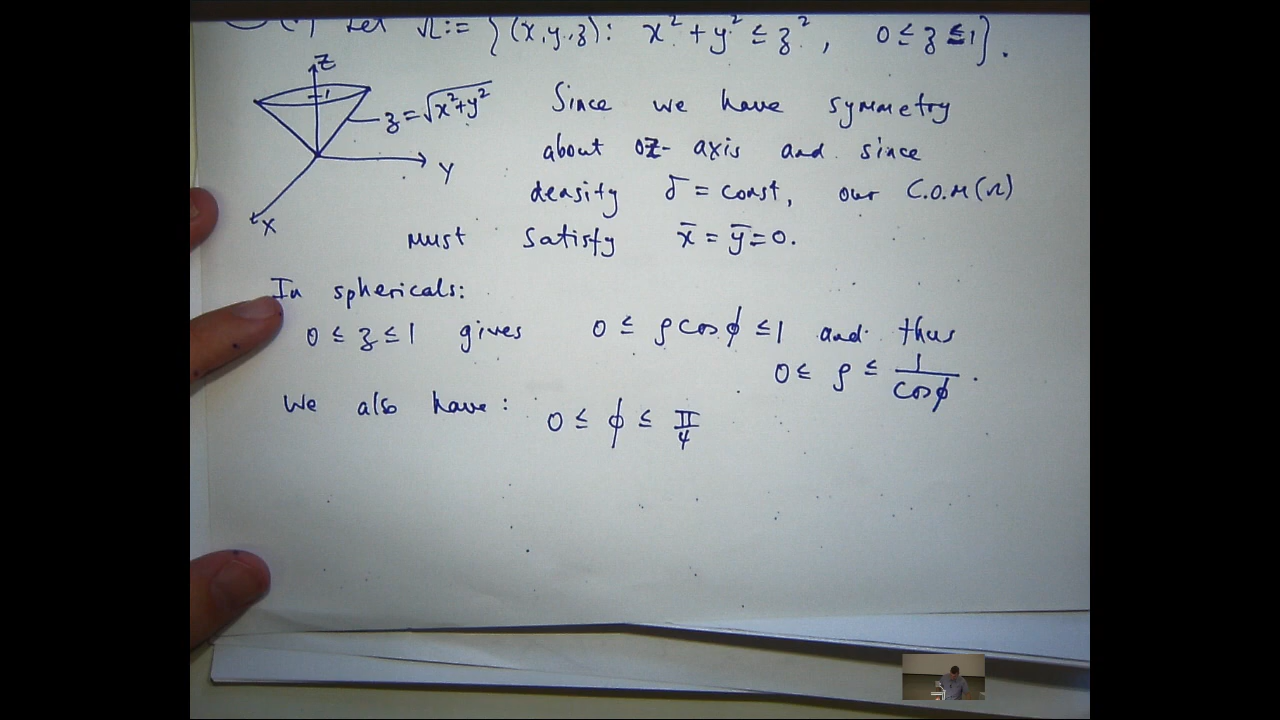 Let Ω := {(x,y,z): x² + y² ≤ z², 0 ≤ z ≤ 1}.
Z
1
z = √x²+y²
Y
X
Since we have symmetry
about OZ- axis and since
density δ = const, our C.O.M(Ω)
must satisfy x̄ = ȳ = 0.
In sphericals:
0 ≤ z ≤ 1 gives 0 ≤ ρ cos ϕ ≤ 1 and thus
0 ≤ ρ ≤ 1/cos ϕ.
We also have: 0 ≤ ϕ ≤ π/4